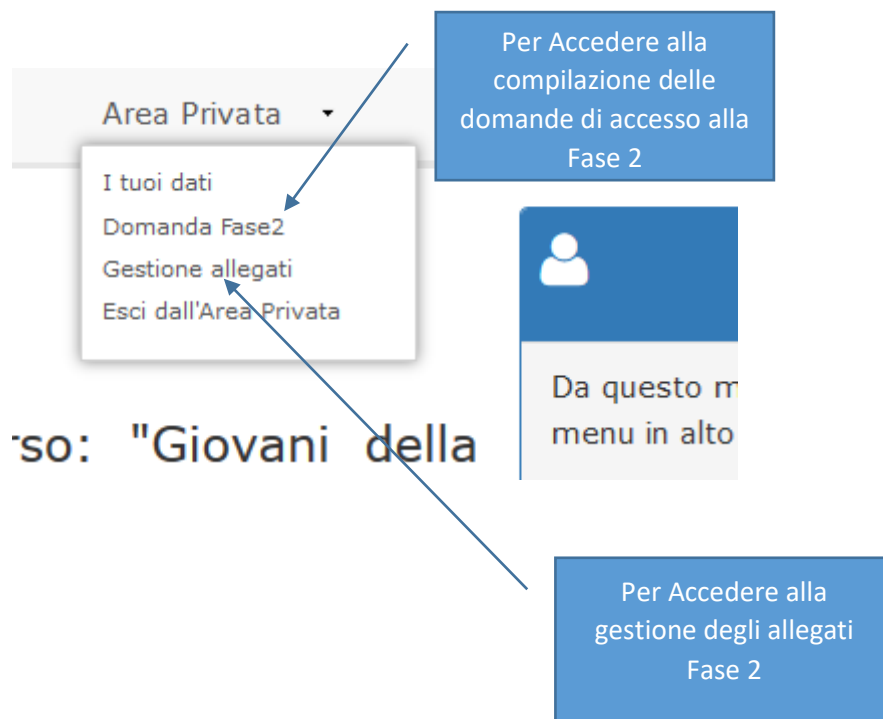 Per Accedere alla
compilazione delle
domande di accesso alla
Fase 2
Area Privata
I tuoi dati
Domanda Fase2
Gestione allegati
Esci dall'Area Privata
Da questo m
menu in alto
rso: "Giovani della
Per Accedere alla
gestione degli allegati
Fase 2